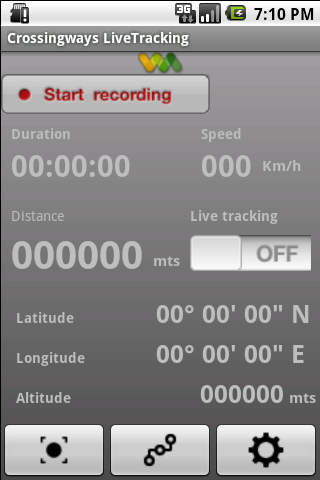 3G 7:10 PM
Crossingways LiveTracking
Start recording
Duration Speed
00:00:00 000 Km/h
Distance Live tracking
000000 mts OFF
Latitude 00° 00' 00" N
Longitude 00° 00' 00" E
Altitude 000000 mts